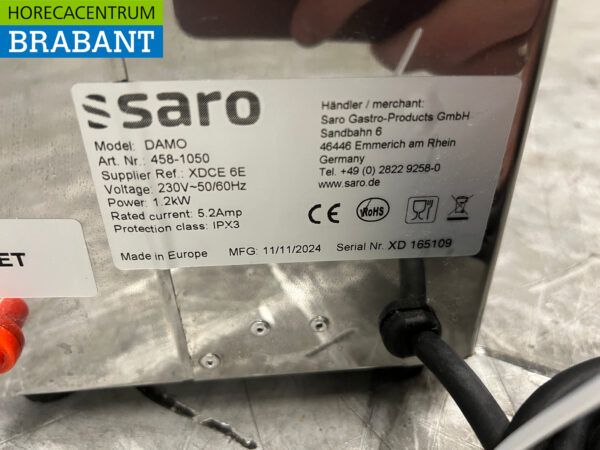 HORECACENTRUM
BRABANT
saro
Model: DAMO
Art. Nr.: 458-1050
Supplier Ref.: XDCE 6E
Voltage: 230V~50/60Hz
Power: 1.2kW
Rated current: 5.2Amp
Protection class: IPX3
Händler / merchant:
Saro Gastro-Products GmbH
Sandbahn 6
46446 Emmerich am Rhein
Germany
Tel. +49 (0) 2822 9258-0
www.saro.de
CE
RoHS
Made in Europe MFG: 11/11/2024 Serial Nr. XD 165109
ET